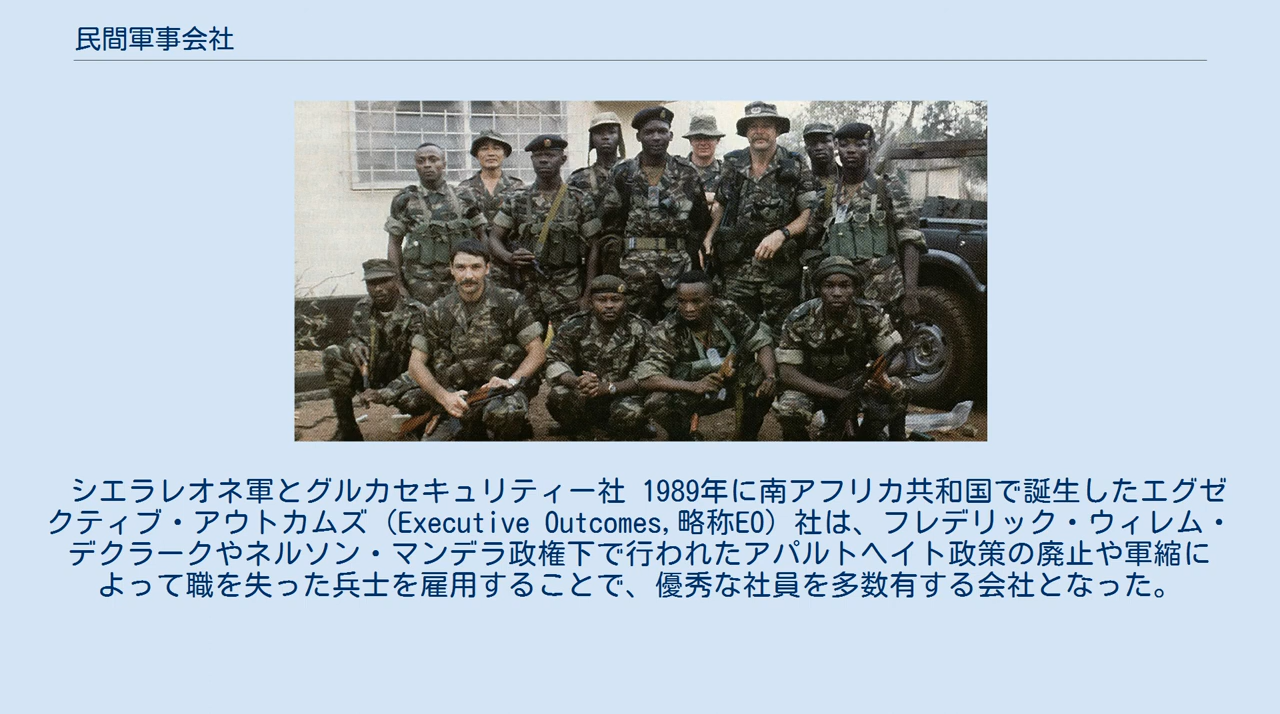 民間軍事会社
シエラレオネ軍とグルカセキュリティー社 1989年に南アフリカ共和国で誕生したエグゼ
クティブ・アウトカムズ（Executive Outcomes,略称EO）社は、フレデリック・ウィレム・
デクラークやネルソン・マンデラ政権下で行われたアパルトヘイト政策の廃止や軍縮に
よって職を失った兵士を雇用することで、優秀な社員を多数有する会社となった。